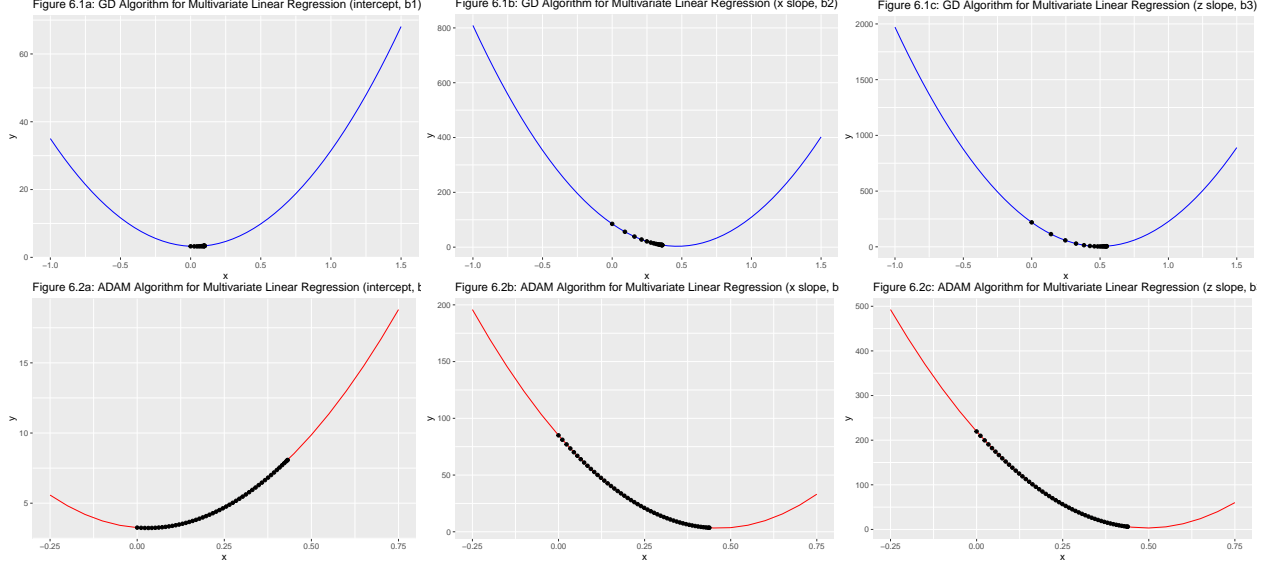 Figure 6.1a: GD Algorithm for Multivariate Linear Regression (intercept, b1)
60
40
20
0
y
−1.0 −0.5 0.0 0.5 1.0 1.5
x
Figure 6.1b: GD Algorithm for Multivariate Linear Regression (x slope, b2)
800
600
400
200
0
y
−1.0 −0.5 0.0 0.5 1.0 1.5
x
Figure 6.1c: GD Algorithm for Multivariate Linear Regression (z slope, b3)
2000
1500
1000
500
0
y
−1.0 −0.5 0.0 0.5 1.0 1.5
x
Figure 6.2a: ADAM Algorithm for Multivariate Linear Regression (intercept, b
15
10
5
y
−0.25 0.00 0.25 0.50 0.75
x
Figure 6.2b: ADAM Algorithm for Multivariate Linear Regression (x slope, b
200
150
100
50
0
y
−0.25 0.00 0.25 0.50 0.75
x
Figure 6.2c: ADAM Algorithm for Multivariate Linear Regression (z slope, b
500
400
300
200
100
0
y
−0.25 0.00 0.25 0.50 0.75
x